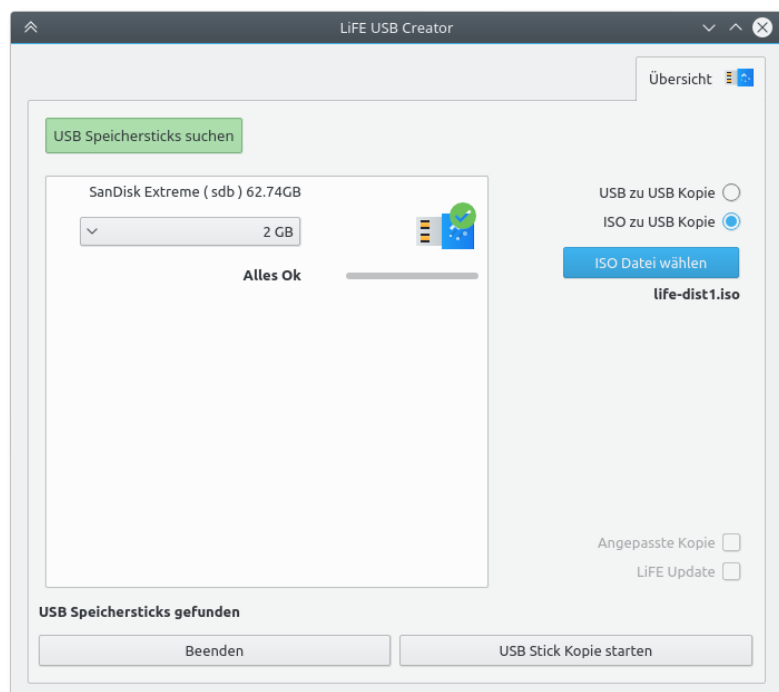 LiFE USB Creator
Übersicht
USB Speichersticks suchen
SanDisk Extreme ( sdb ) 62.74GB
2 GB
Alles Ok
USB zu USB Kopie
ISO zu USB Kopie
ISO Datei wählen
life-dist1.iso
Angepasste Kopie
LiFE Update
USB Speichersticks gefunden
Beenden
USB Stick Kopie starten